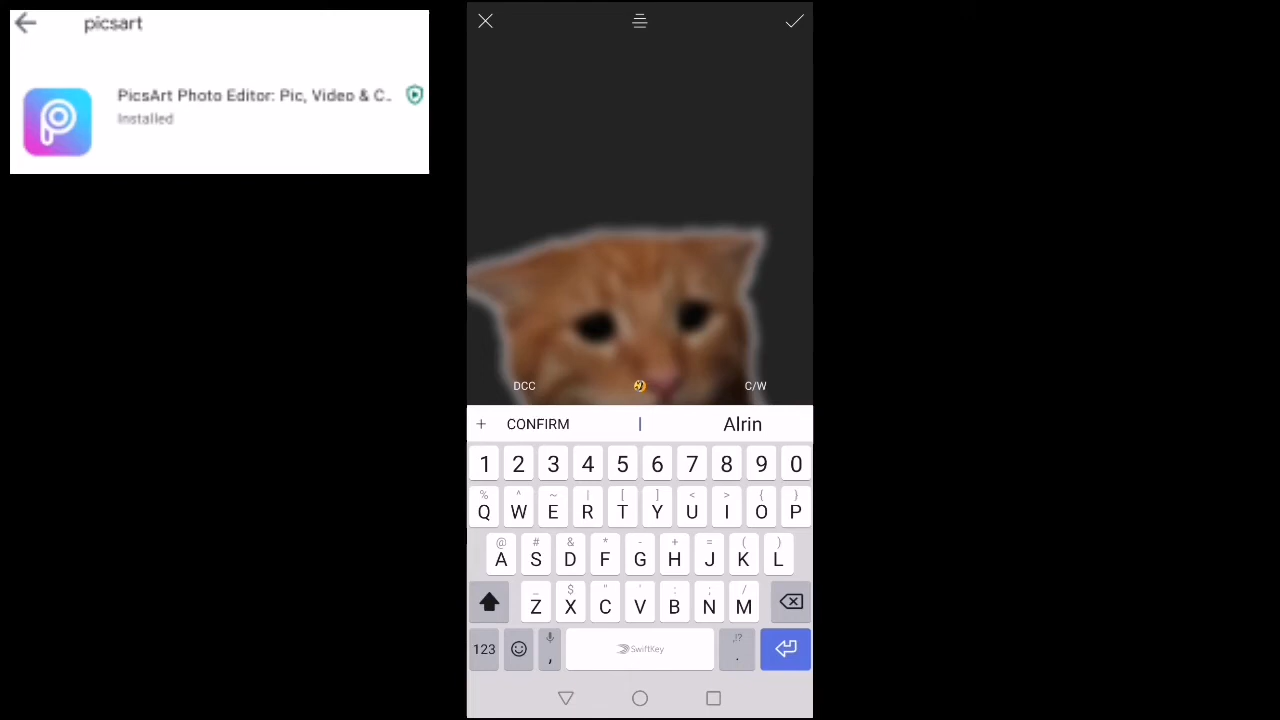 picsart
PicsArt Photo Editor: Pic, Video & C..
Installed
DCC 🤣 C/W
+ CONFIRM | Alrin
1 2 3 4 5 6 7 8 9 0
% ^ ~ | [ ] < > { }
Q W E R T Y U I O P
@ # & * - + = ( )
A S D F G H J K L
_ $ " ' : ; /
Z X C V B N M
123 , SwiftKey .!? .